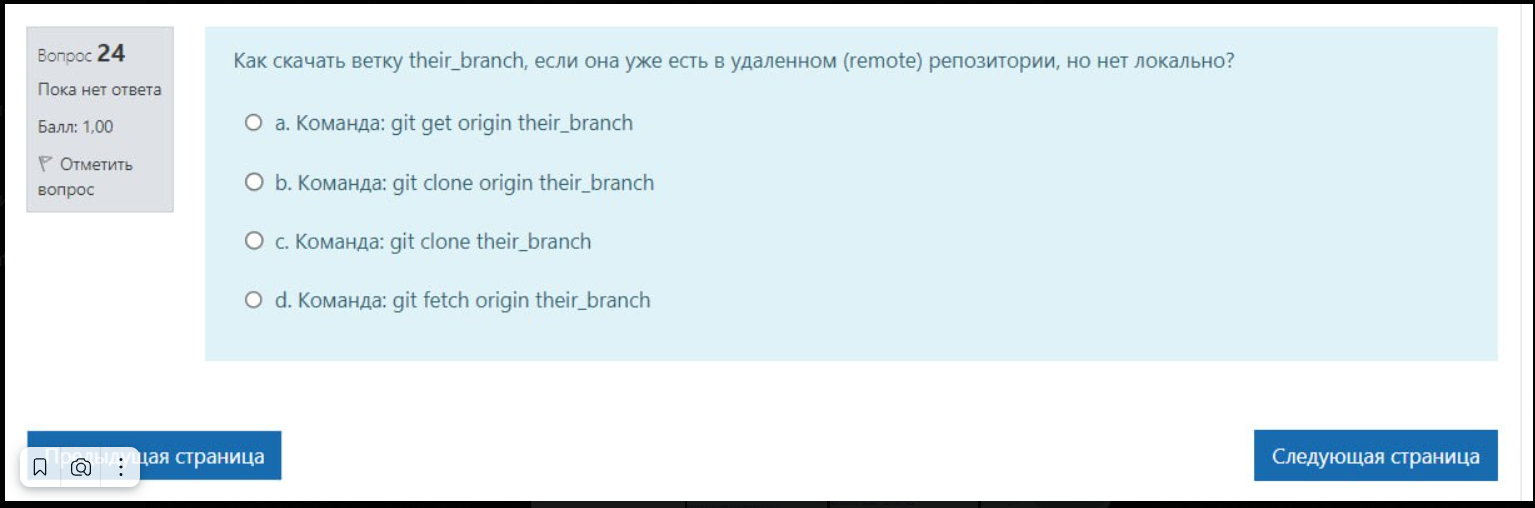 Вопрос 24
Пока нет ответа
Балл: 1,00
Отметить
вопрос
Как скачать ветку their_branch, если она уже есть в удаленном (remote) репозитории, но нет локально?
a. Команда: git get origin their_branch
b. Команда: git clone origin their_branch
c. Команда: git clone their_branch
d. Команда: git fetch origin their_branch
Предыдущая страница
Следующая страница